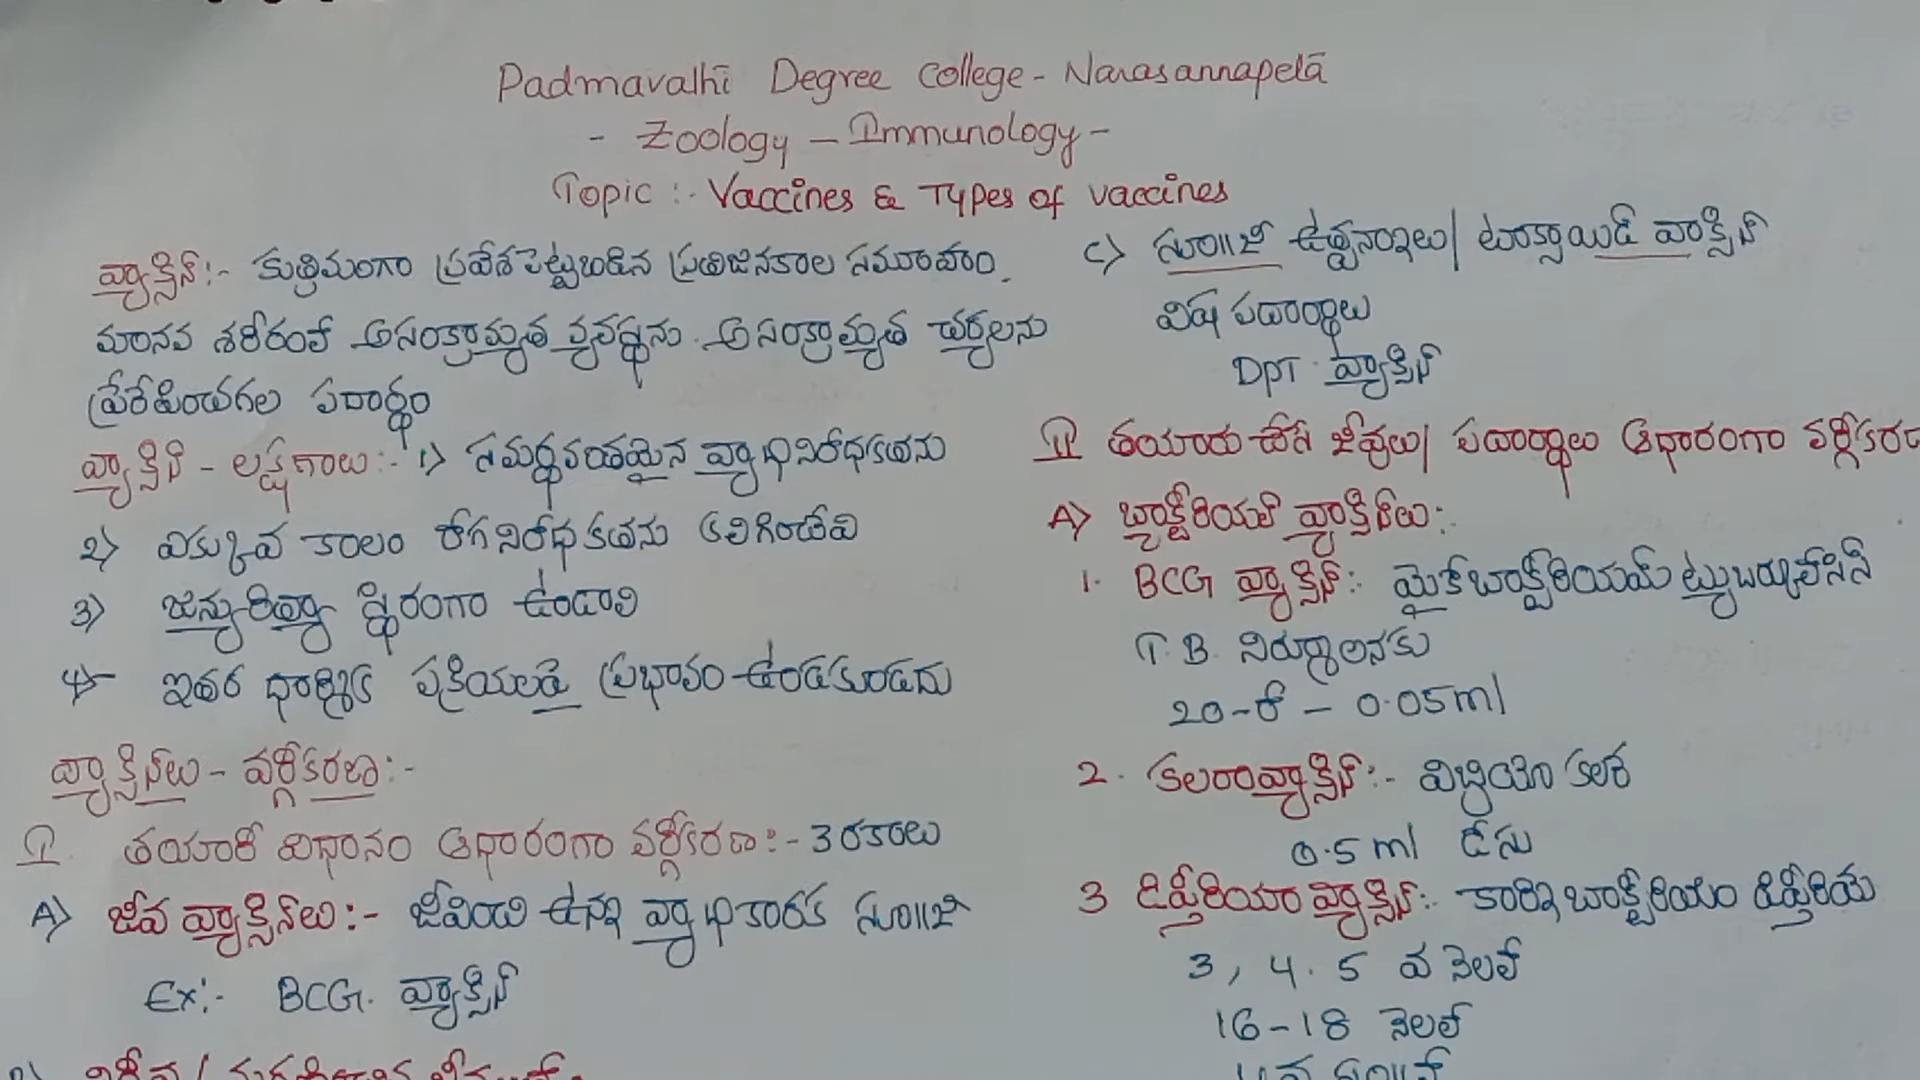 Padmavathi Degree College - Narasannapeta
- Zoology - Immunology -
Topic :- Vaccines & Types of vaccines
వ్యాక్సిన్ :- కృత్రిమంగా ప్రవేశపెట్టబడిన ప్రతిజనకాల సమూహం.
మానవ శరీరంలో అసంక్రామ్యత వ్యవస్థను అసంక్రామ్యత చర్యలను
ప్రేరేపించగల పదార్థం
వ్యాక్సిన్ - లక్షణాలు :- 1) సమర్థవంతమైన వ్యాధినిరోధకతను
2) ఎక్కువ కాలం రోగనిరోధకతను కలిగించేవి
3) జన్యురీత్యా స్థిరంగా ఉండాలి
4) ఇతర ధార్మిక ప్రక్రియలపై ప్రభావం ఉండకుండదు
వ్యాక్సిన్‌లు - వర్గీకరణ :-
I. తయారీ విధానం ఆధారంగా వర్గీకరణ :- 3 రకాలు
A) జీవ వ్యాక్సిన్‌లు :- జీవించి ఉన్న వ్యాధికారక సూ॥జీ
Ex :- BCG. వ్యాక్సిన్
C) సూ॥జీ ఉత్పన్నాలు / టాక్సాయిడ్ వాక్సిన్
విష పదార్థాలు
DPT వ్యాక్సిన్
II తయారు చేసే జీవులు / పదార్థాలు ఆధారంగా వర్గీకరణ
A) బ్యాక్టీరియల్ వ్యాక్సిన్‌లు :-
1. BCG వ్యాక్సిన్ :- మైకోబాక్టీరియమ్ ట్యుబర్కులోసిస్
T.B. నిర్మూలనకు
20-రో - 0.05ml
2. కలరావ్యాక్సిన్ :- విబ్రియో కలరె
0.5 ml డోసు
3 డిప్తీరియా వ్యాక్సిన్ :- కారినిబాక్టీరియం డిప్తీరియె
3, 4. 5 వ నెలలో
16-18 నెలలో